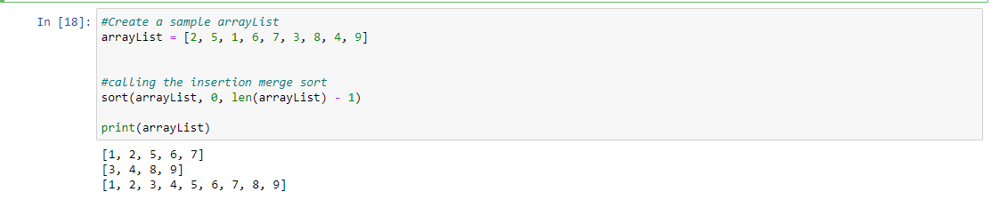 In [18]: #Create a sample arrayList
arrayList = [2, 5, 1, 6, 7, 3, 8, 4, 9]
#calling the insertion merge sort
sort(arrayList, 0, len(arrayList) - 1)
print(arrayList)
[1, 2, 5, 6, 7]
[3, 4, 8, 9]
[1, 2, 3, 4, 5, 6, 7, 8, 9]